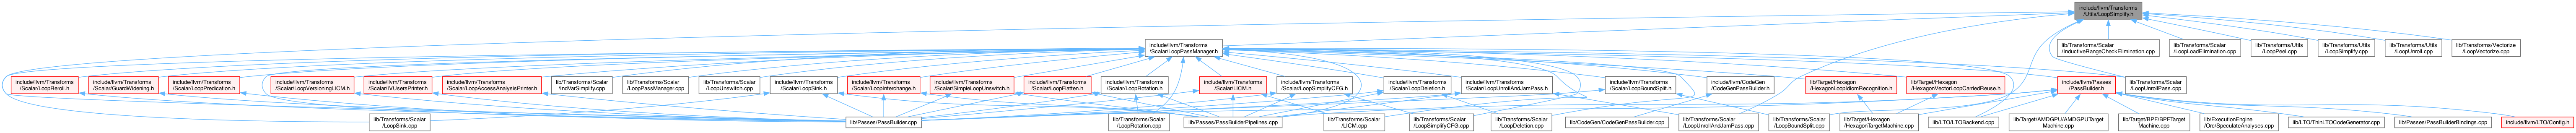 include/llvm/Transforms
/Utils/LoopSimplify.h
include/llvm/Transforms
/Scalar/LoopPassManager.h
lib/Transforms/Scalar
/InductiveRangeCheckElimination.cpp
lib/Transforms/Scalar
/LoopLoadElimination.cpp
lib/Transforms/Utils
/LoopPeel.cpp
lib/Transforms/Utils
/LoopSimplify.cpp
lib/Transforms/Utils
/LoopUnroll.cpp
lib/Transforms/Vectorize
/LoopVectorize.cpp
include/llvm/Transforms
/Scalar/LoopReroll.h
include/llvm/Transforms
/Scalar/GuardWidening.h
include/llvm/Transforms
/Scalar/LoopPredication.h
include/llvm/Transforms
/Scalar/LoopVersioningLICM.h
include/llvm/Transforms
/Scalar/IVUsersPrinter.h
include/llvm/Transforms
/Scalar/LoopAccessAnalysisPrinter.h
lib/Transforms/Scalar
/IndVarSimplify.cpp
lib/Transforms/Scalar
/LoopPassManager.cpp
lib/Transforms/Scalar
/LoopUnswitch.cpp
include/llvm/Transforms
/Scalar/LoopSink.h
include/llvm/Transforms
/Scalar/LoopInterchange.h
include/llvm/Transforms
/Scalar/SimpleLoopUnswitch.h
include/llvm/Transforms
/Scalar/LoopFlatten.h
include/llvm/Transforms
/Scalar/LoopRotation.h
include/llvm/Transforms
/Scalar/LICM.h
include/llvm/Transforms
/Scalar/LoopSimplifyCFG.h
include/llvm/Transforms
/Scalar/LoopDeletion.h
include/llvm/Transforms
/Scalar/LoopUnrollAndJamPass.h
include/llvm/Transforms
/Scalar/LoopBoundSplit.h
include/llvm/CodeGen
/CodeGenPassBuilder.h
lib/Target/Hexagon
/HexagonLoopIdiomRecognition.h
lib/Target/Hexagon
/HexagonVectorLoopCarriedReuse.h
include/llvm/Passes
/PassBuilder.h
lib/Transforms/Scalar
/LoopUnrollPass.cpp
lib/Transforms/Scalar
/LoopSink.cpp
lib/Passes/PassBuilder.cpp
lib/Transforms/Scalar
/LoopRotation.cpp
lib/Passes/PassBuilderPipelines.cpp
lib/Transforms/Scalar
/LICM.cpp
lib/Transforms/Scalar
/LoopSimplifyCFG.cpp
lib/Transforms/Scalar
/LoopDeletion.cpp
lib/CodeGen/CodeGenPassBuilder.cpp
lib/Transforms/Scalar
/LoopUnrollAndJamPass.cpp
lib/Transforms/Scalar
/LoopBoundSplit.cpp
lib/Target/Hexagon
/HexagonTargetMachine.cpp
lib/LTO/LTOBackend.cpp
lib/Target/AMDGPU/AMDGPUTarget
Machine.cpp
lib/Target/BPF/BPFTarget
Machine.cpp
lib/ExecutionEngine
/Orc/SpeculateAnalyses.cpp
lib/LTO/ThinLTOCodeGenerator.cpp
lib/Passes/PassBuilderBindings.cpp
include/llvm/LTO/Config.h